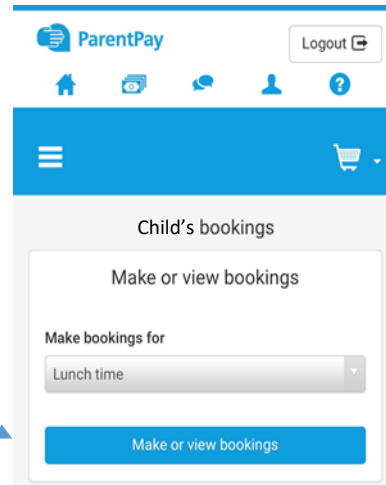 ParentPay
Logout
Child's bookings
Make or view bookings
Make bookings for
Lunch time
Make or view bookings